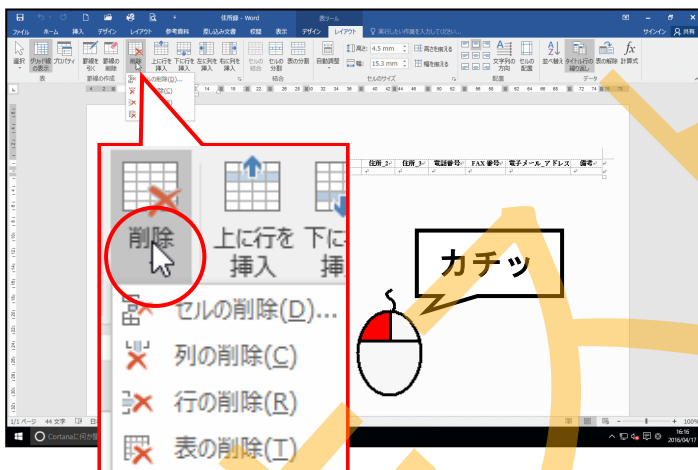 住所録 - Word
表ツール
ファイル ホーム 挿入 デザイン レイアウト 参考資料 差し込み文書 校閲 表示 デザイン レイアウト 実行したい作業を入力してください... サインイン 共有
選択 グリッド線の表示 プロパティ 罫線を引く 罫線の削除 削除 上に行を挿入 下に行を挿入 左に列を挿入 右に列を挿入 セルの結合 セルの分割 表の分割 自動調整 高さ: 4.5 mm 高さを揃える 幅: 15.3 mm 幅を揃える 文字列の方向 セルの配置 並べ替え タイトル行の繰り返し 表の解除 計算式
表 罫線の作成 結合 セルのサイズ 配置 データ
セルの削除(D)...
住所_2 住所_3 電話番号 FAX 番号 電子メール_アドレス 備考
削除
上に行を
挿入
下に
挿
セルの削除(D)...
列の削除(C)
行の削除(R)
表の削除(T)
カチッ
1/1 ページ 44 文字
100%
Cortanaに何か
16:16
2016/04/17